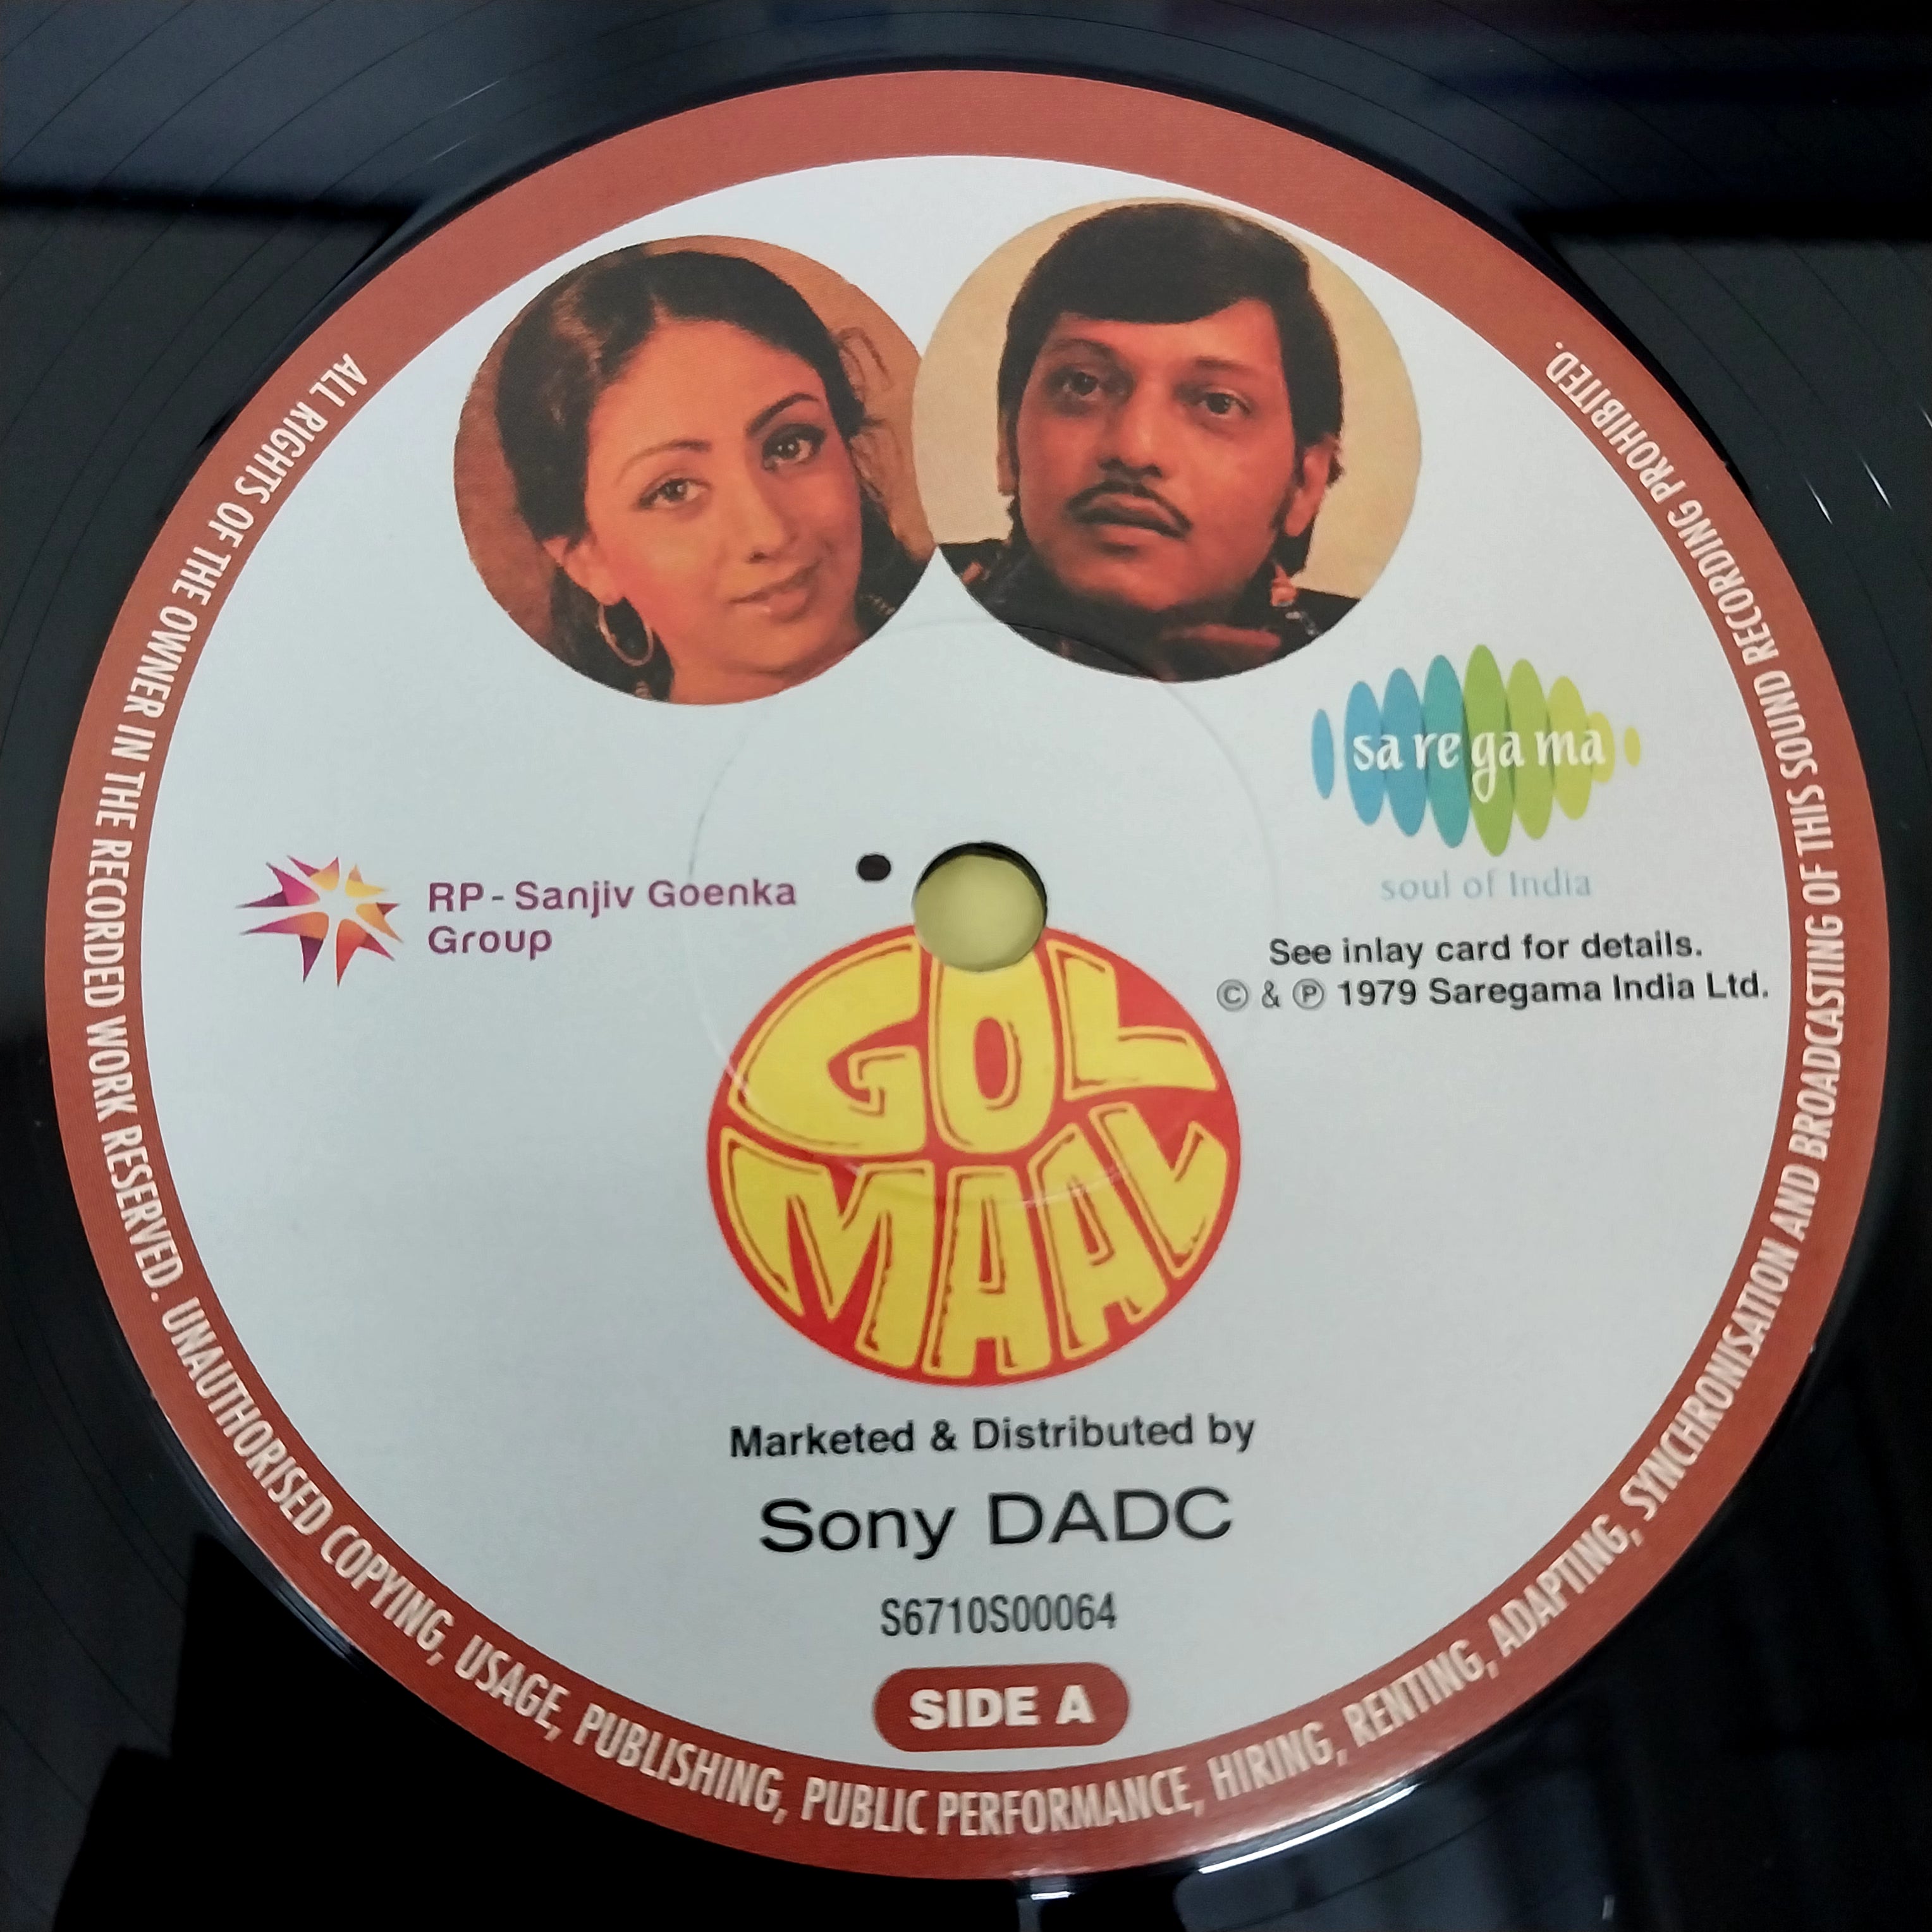 ALL RIGHTS OF THE OWNER IN THE RECORDED WORK RESERVED. UNAUTHORISED COPYING, USAGE, PUBLISHING, PUBLIC PERFORMANCE, HIRING, RENTING, ADAPTING, SYNCHRONISATION AND BROADCASTING OF THIS SOUND RECORDING PROHIBITED.
sa re ga ma
soul of India
RP - Sanjiv Goenka
Group
See inlay card for details.
© & ℗ 1979 Saregama India Ltd.
GOL
MAAL
Marketed & Distributed by
Sony DADC
S6710S00064
SIDE A